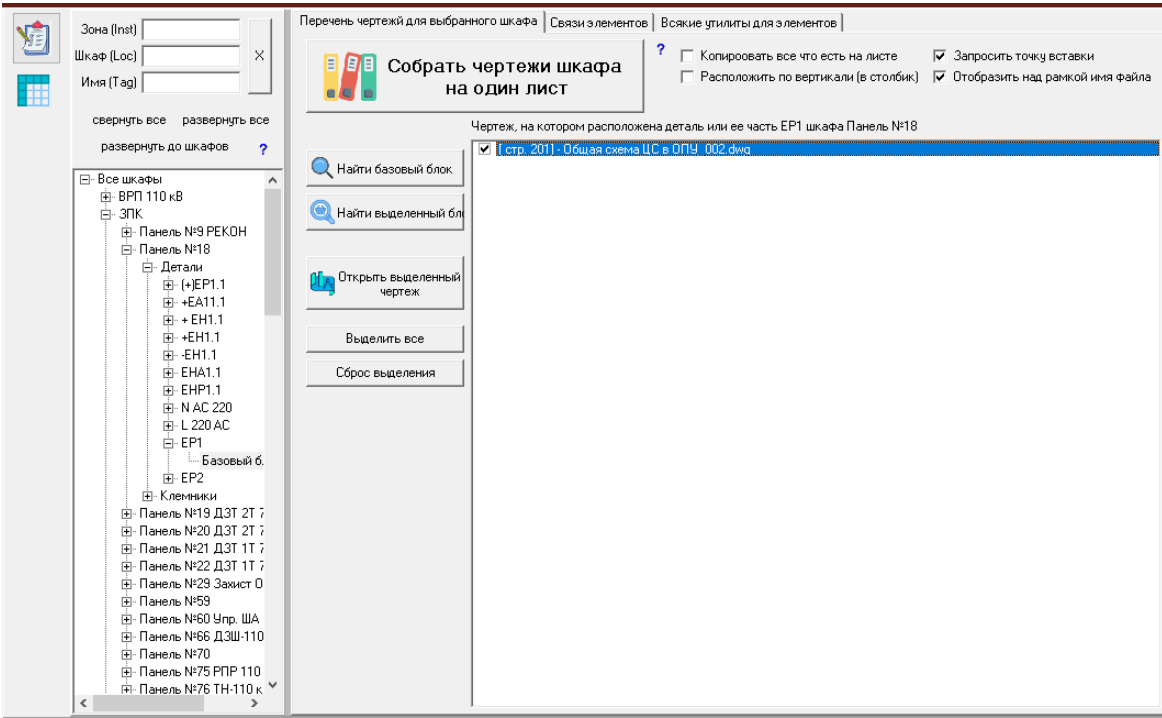 Зона (Inst)
Шкаф (Loc)
X
Имя (Tag)
свернуть все развернуть все
развернуть до шкафов ?
Все шкафы
ВРП 110 кВ
ЗПК
Панель №9 РЕКОН
Панель №18
Детали
(+)EP1.1
+EA11.1
+ EH1.1
+EH1.1
-EH1.1
EHA1.1
EHP1.1
N AC 220
L 220 AC
EP1
Базовый б.
EP2
Клемники
Панель №19 ДЗТ 2Т
Панель №20 ДЗТ 2Т
Панель №21 ДЗТ 1Т
Панель №22 ДЗТ 1Т
Панель №29 Захист О
Панель №59
Панель №60 Упр. ША
Панель №66 ДЗШ-110
Панель №70
Панель №75 РПР 110
Панель №76 ТН-110 к
Перечень чертежй для выбранного шкафа Связи элементов Всякие утилиты для элементов
Собрать чертежи шкафа
на один лист
?
Копировать все что есть на листе Запросить точку вставки
Расположить по вертикали (в столбик) Отобразить над рамкой имя файла
Чертеж, на котором расположена деталь или ее часть EP1 шкафа Панель №18
[ стр. 201] - Общая схема ЦС в ОПУ_002.dwg
Найти базовый блок
Найти выделенный бл
Открыть выделенный
чертеж
Выделить все
Сброс выделения